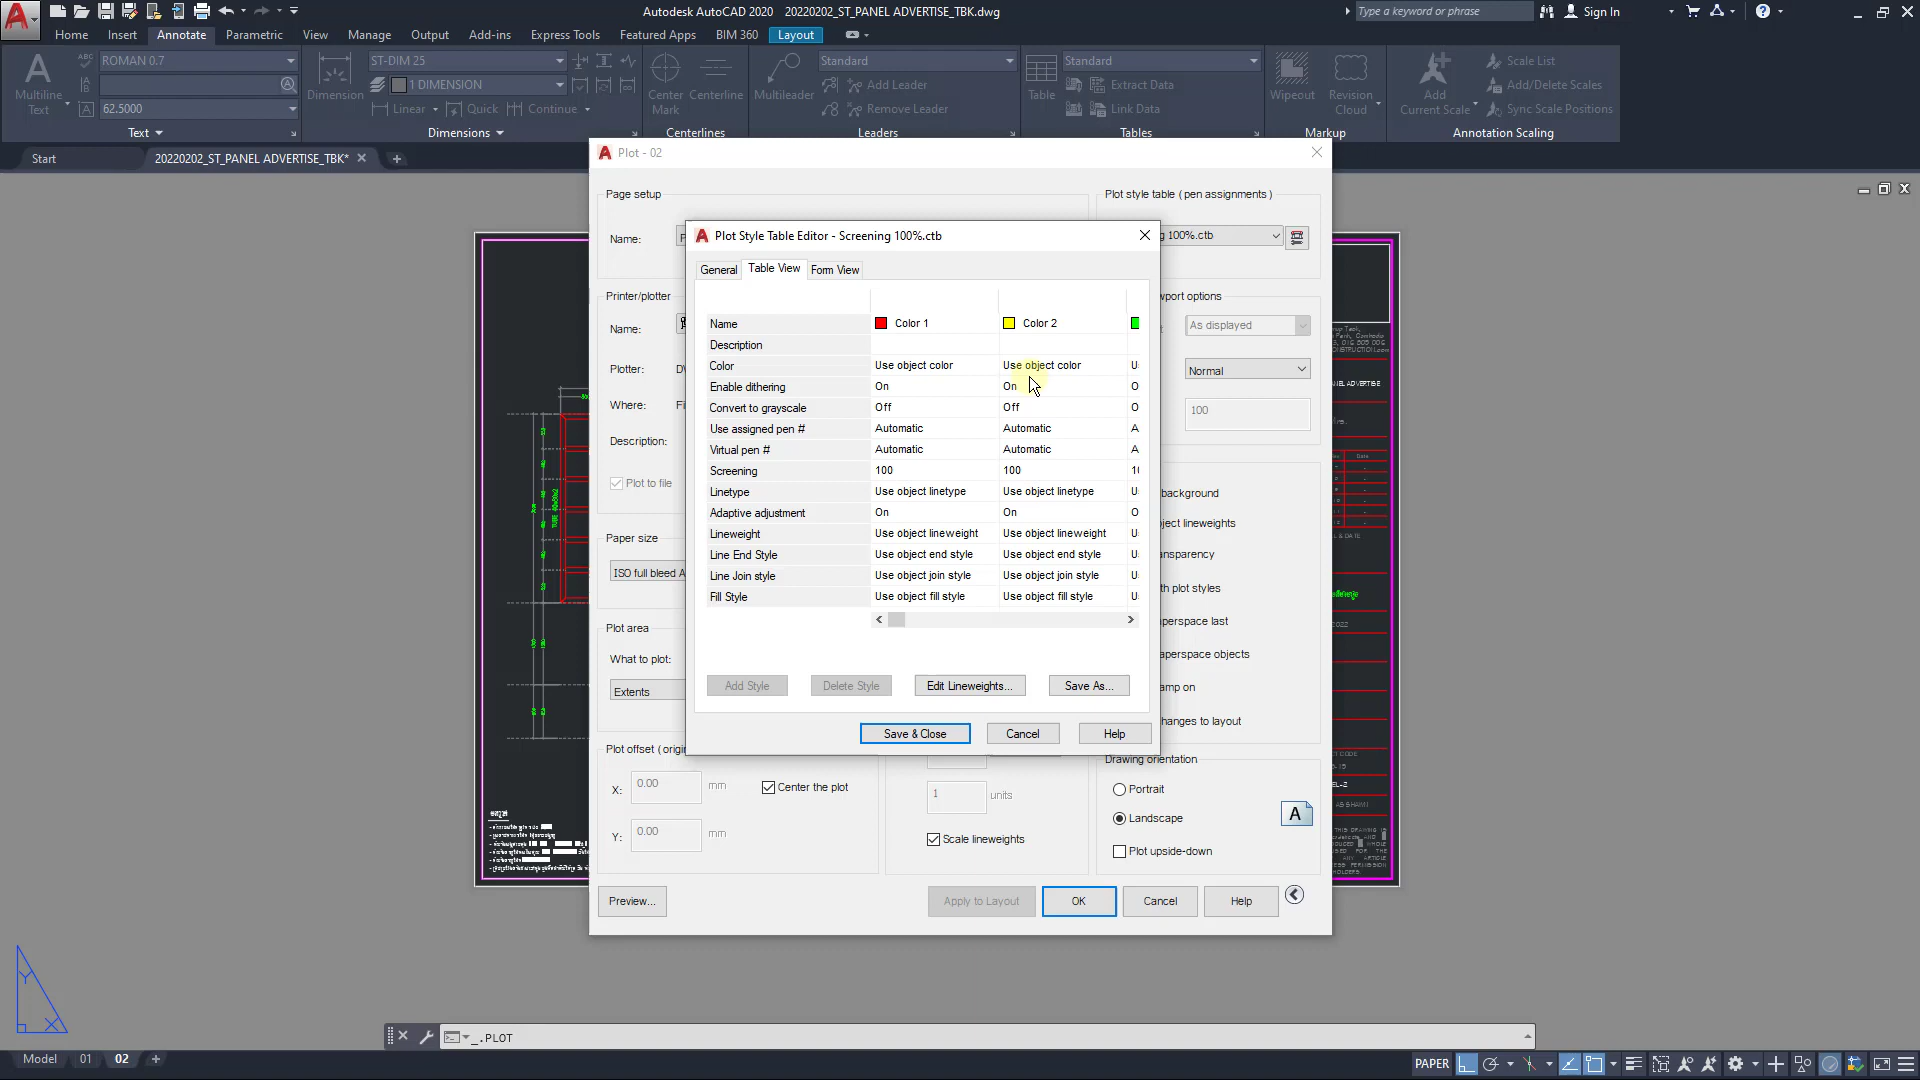 Autodesk AutoCAD 2020 20220202_ST_PANEL ADVERTISE_TBK.dwg
Type a keyword or phrase
Sign In
Home Insert Annotate Parametric View Manage Output Add-ins Express Tools Featured Apps BIM 360 Layout
Multiline
Text
ABC
ROMAN 0.7
62.5000
Dimension
ST-DIM 25
1 DIMENSION
Linear Quick Continue
Center
Mark
Centerline
Multileader
Standard
Add Leader
Remove Leader
Table
Standard
Extract Data
Link Data
Wipeout
Revision
Cloud
Add
Current Scale
Scale List
Add/Delete Scales
Sync Scale Positions
Text Dimensions Centerlines Leaders Tables Markup Annotation Scaling
Start 20220202_ST_PANEL ADVERTISE_TBK*
Plot - 02
Page setup
Name:
Plot style table (pen assignments)
g 100%.ctb
Printer/plotter
Name:
Plotter:
Where:
Description:
Plot to file
Paper size
ISO full bleed A
Plot area
What to plot:
Extents
Plot offset (origi
X: 0.00 mm
Center the plot
Y: 0.00 mm
port options
As displayed
Normal
100
background
ject lineweights
ansparency
th plot styles
aperspace last
aperspace objects
amp on
hanges to layout
1 units
Scale lineweights
Drawing orientation
Portrait
Landscape
Plot upside-down
A
Preview... Apply to Layout OK Cancel Help
Plot Style Table Editor - Screening 100%.ctb
General Table View Form View
Name Color 1 Color 2
Description
Color Use object color Use object color U
Enable dithering On On O
Convert to grayscale Off Off O
Use assigned pen # Automatic Automatic A
Virtual pen # Automatic Automatic A
Screening 100 100 10
Linetype Use object linetype Use object linetype U
Adaptive adjustment On On O
Lineweight Use object lineweight Use object lineweight U
Line End Style Use object end style Use object end style U
Line Join style Use object join style Use object join style U
Fill Style Use object fill style Use object fill style U
Add Style Delete Style Edit Lineweights... Save As...
Save & Close Cancel Help
Y
X
_.PLOT
Model 01 02
PAPER